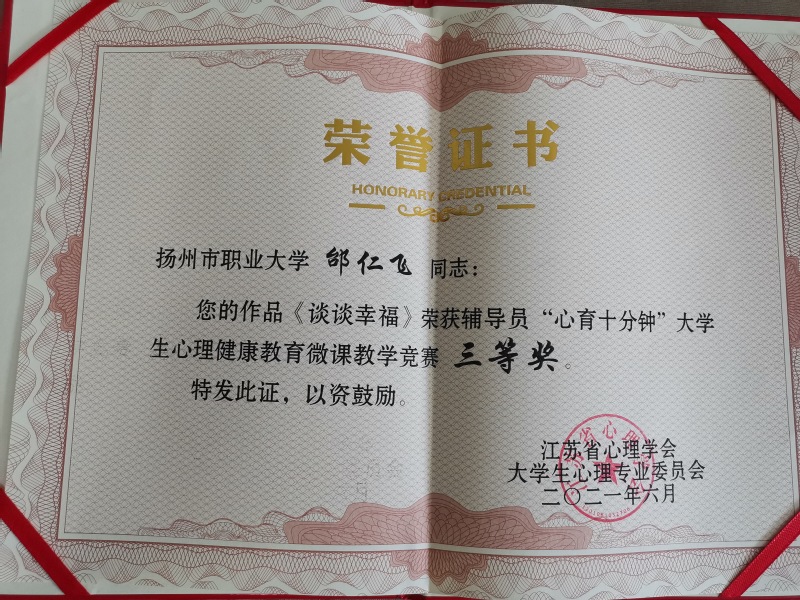 荣誉证书
HONORARY CREDENTIAL
扬州市职业大学 邰仁飞 同志：
您的作品《谈谈幸福》荣获辅导员“心育十分钟”大学
生心理健康教育微课教学竞赛 三等奖。
特发此证，以资鼓励。
江苏省心理学会
大学生心理专业委员会
二〇二一年六月